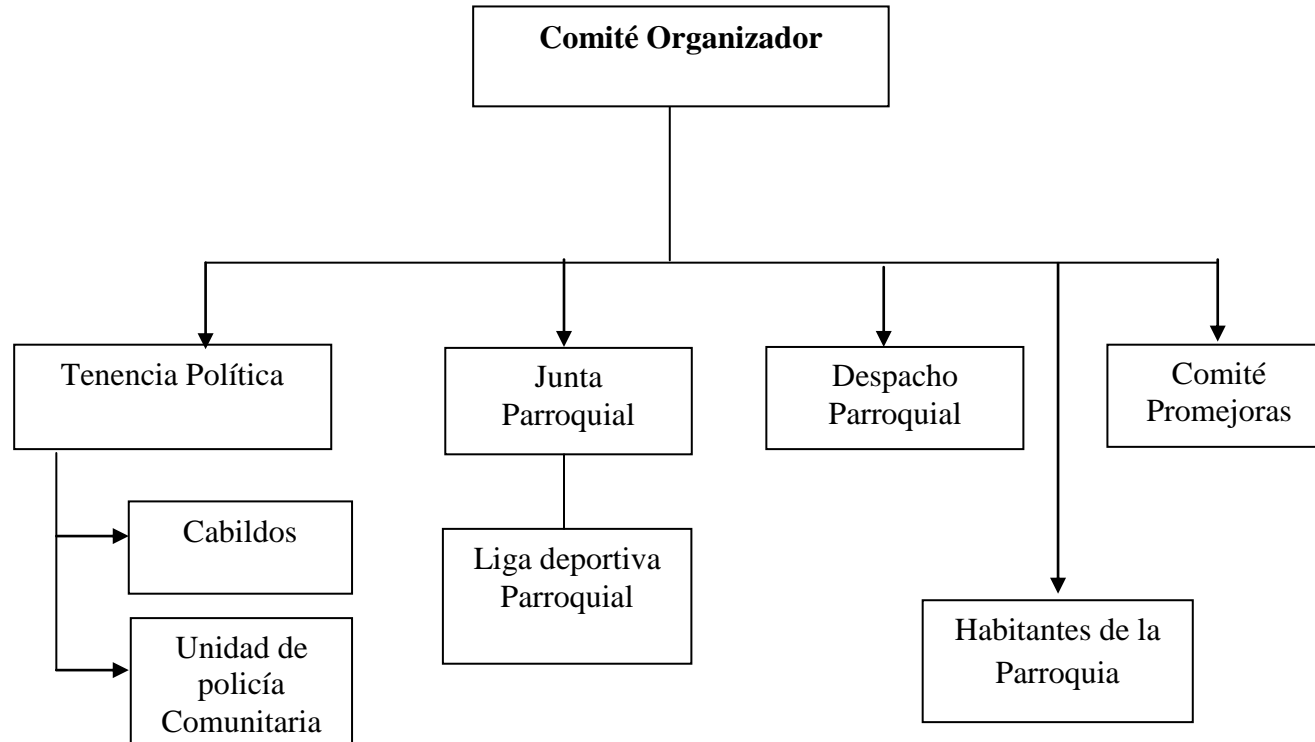 Comité Organizador
Tenencia Política
Junta
Parroquial
Despacho
Parroquial
Comité
Promejoras
Cabildos
Liga deportiva
Parroquial
Habitantes de la
Parroquia
Unidad de
policía
Comunitaria